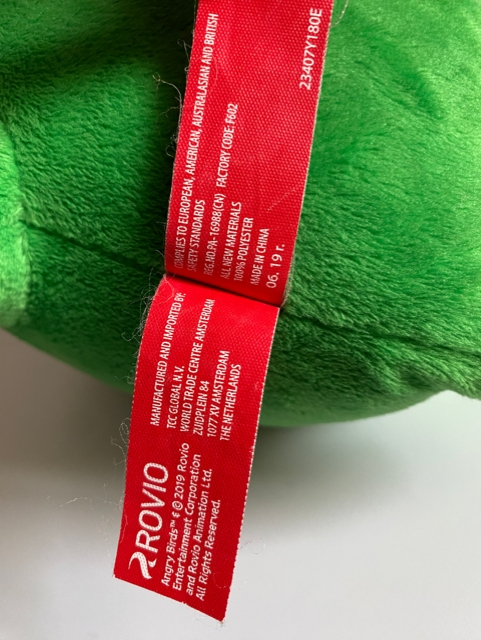 COMPLIES TO EUROPEAN, AMERICAN, AUSTRALASIAN AND BRITISH
SAFETY STANDARDS
REG.NO.PA-16988(CN) FACTORY CODE: F602
ALL NEW MATERIALS
100% POLYESTER
MADE IN CHINA
06.19 г.
23407Y180E
MANUFACTURED AND IMPORTED BY:
TCC GLOBAL N.V.
WORLD TRADE CENTRE AMSTERDAM
ZUIDPLEIN 84
1077 XV AMSTERDAM
THE NETHERLANDS
ROVIO
Angry Birds™ & © 2019 Rovio
Entertainment Corporation
and Rovio Animation Ltd.
All Rights Reserved.